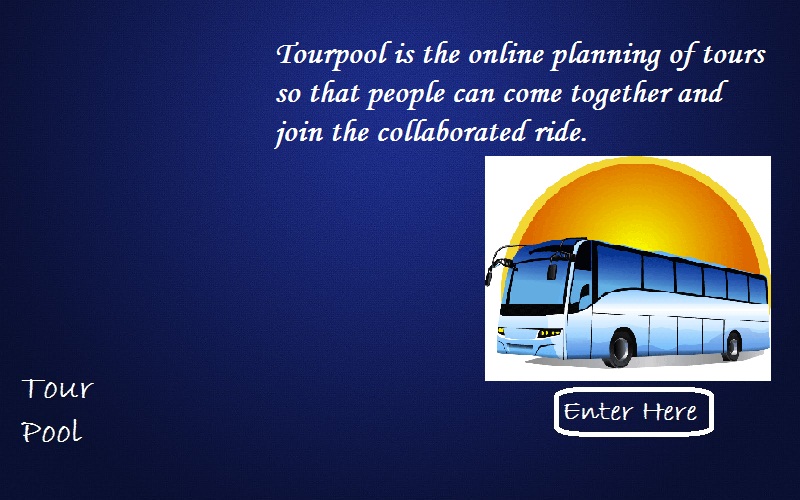 Tourpool is the online planning of tours
so that people can come together and
join the collaborated ride.
Enter Here
Tour
Pool